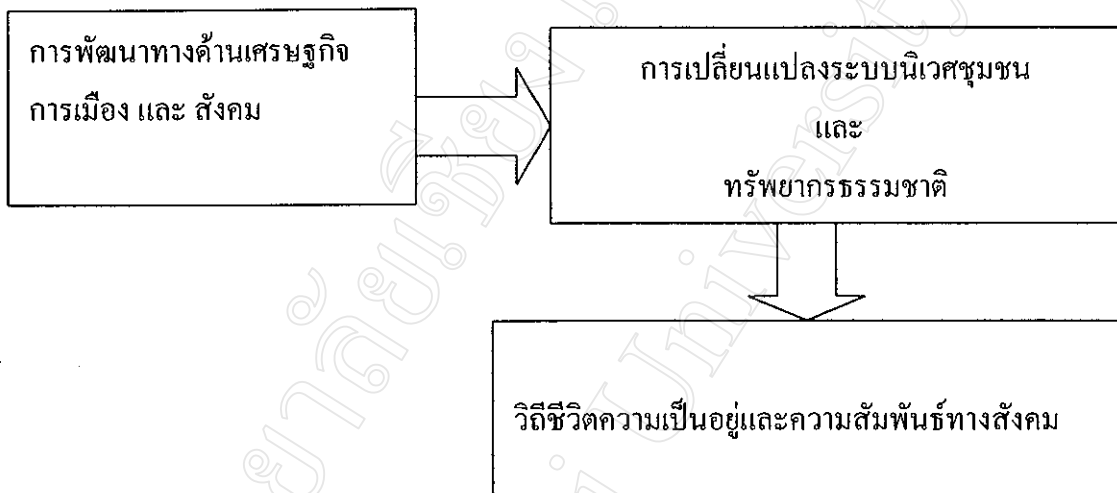 การพัฒนาทางด้านเศรษฐกิจ
การเมือง และ สังคม
การเปลี่ยนแปลงระบบนิเวศชุมชน
และ
ทรัพยากรธรรมชาติ
วิถีชีวิตความเป็นอยู่และความสัมพันธ์ทางสังคม
University